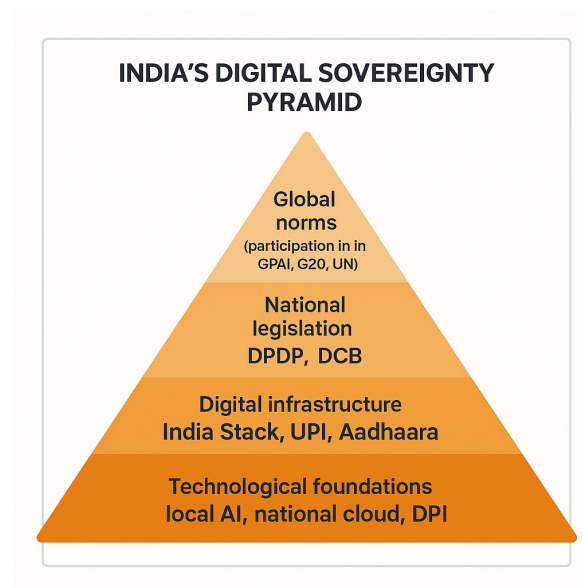 INDIA’S DIGITAL SOVEREIGNTY
PYRAMID
Global
norms
(participation in in
GPAI, G20, UN)
National
legislation
DPDP, DCB
Digital infrastructure
India Stack, UPI, Aadhaara
Technological foundations
local AI, national cloud, DPI